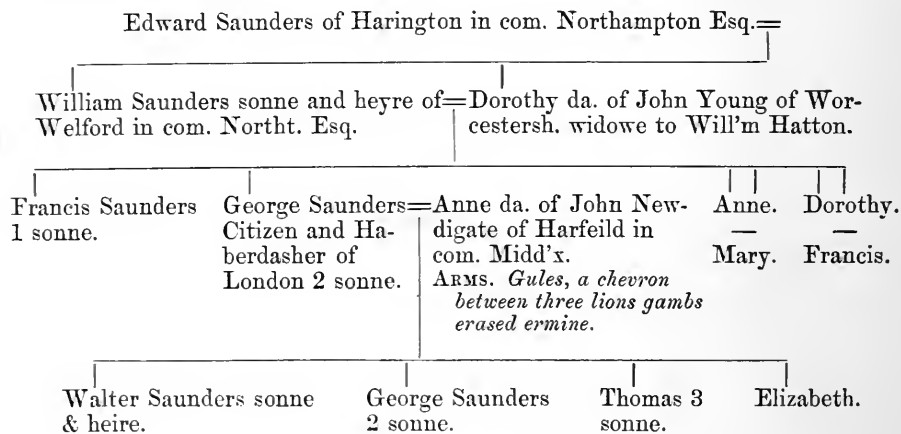 Edward Saunders of Harington in com. Northampton Esq.=
William Saunders sonne and heyre of=Dorothy da. of John Young of Wor-
Welford in com. Northt. Esq. cestersh. widowe to Will'm Hatton.
Francis Saunders
1 sonne.
George Saunders=Anne da. of John New-
Citizen and Ha-
berdasher of
London 2 sonne.
digate of Harfeild in
com. Midd'x.
ARMS. Gules, a chevron
between three lions gambs
erased ermine.
Anne.
—
Mary.
Dorothy.
—
Francis.
Walter Saunders sonne
& heire.
George Saunders
2 sonne.
Thomas 3
sonne.
Elizabeth.